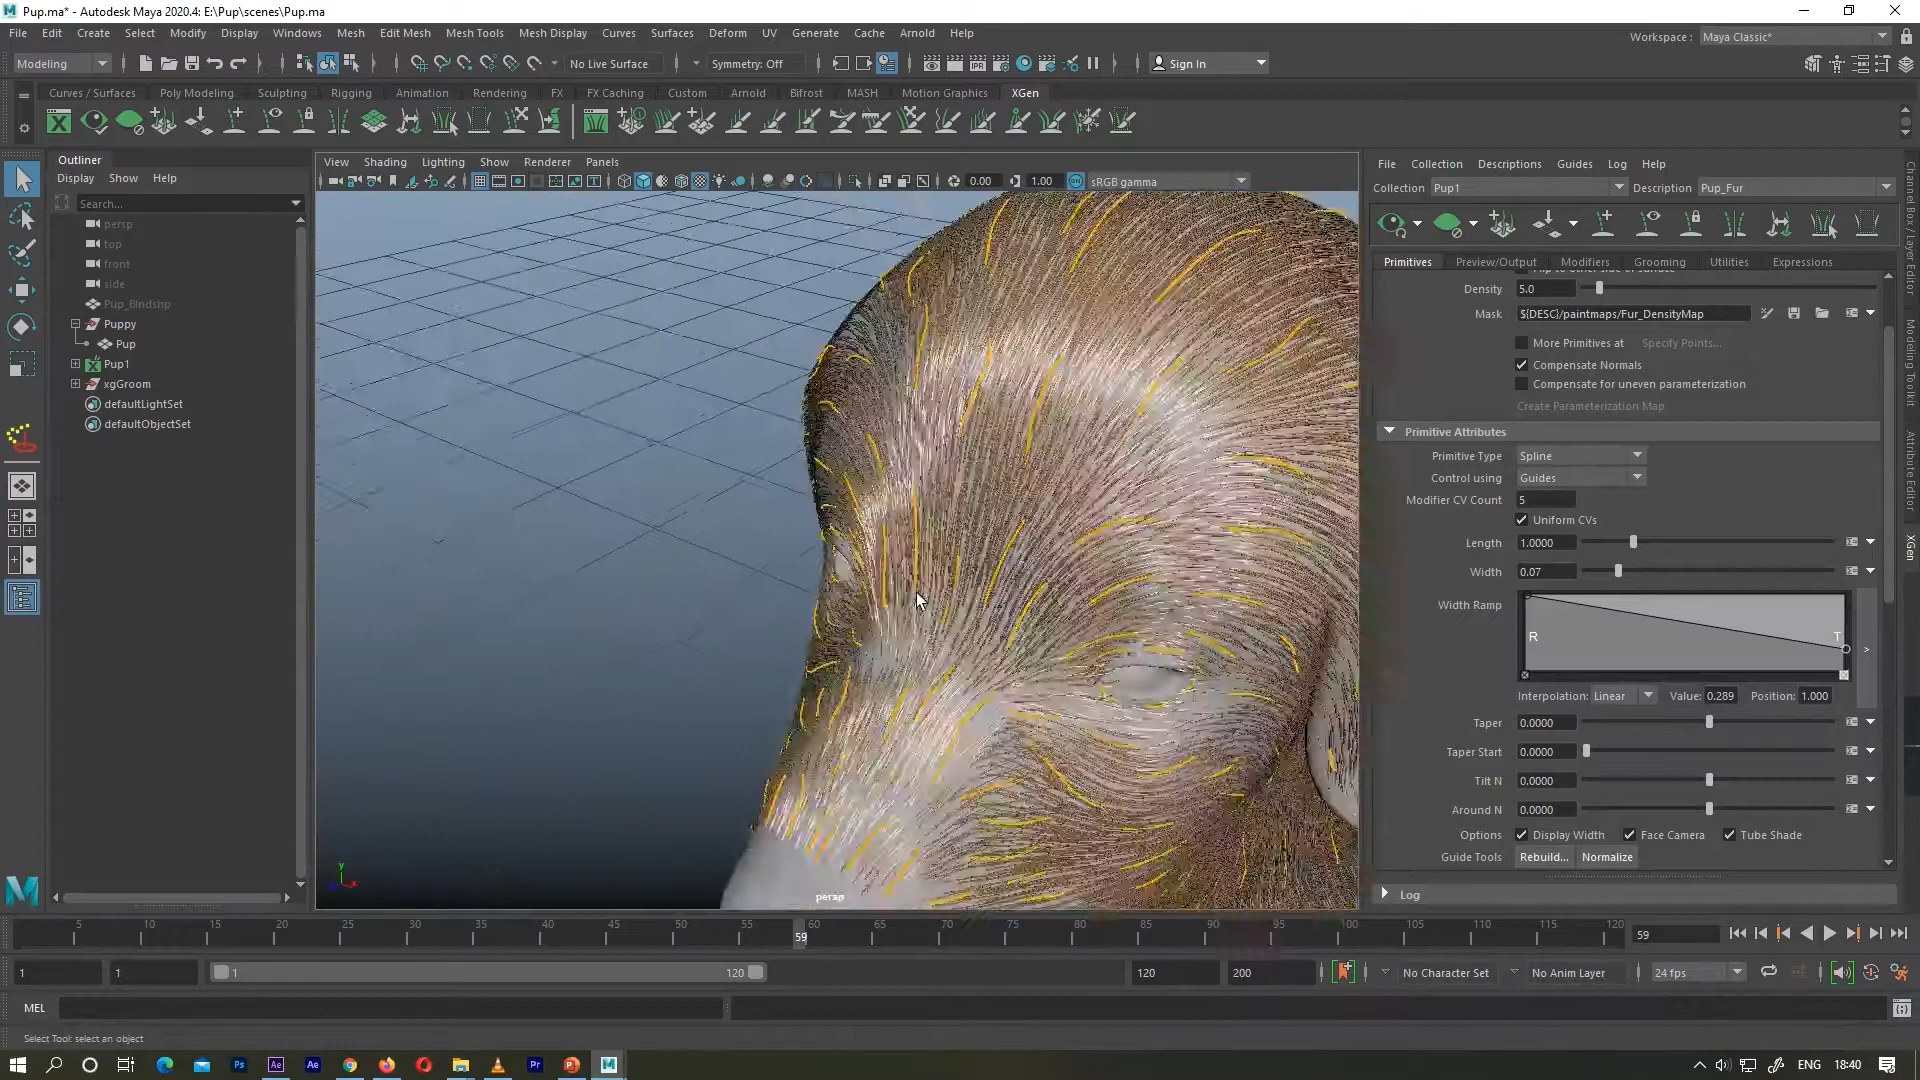 Pup.ma* - Autodesk Maya 2020.4: E:\Pup\scenes\Pup.ma
File Edit Create Select Modify Display Windows Mesh Edit Mesh Mesh Tools Mesh Display Curves Surfaces Deform UV Generate Cache Arnold Help
Workspace : Maya Classic*
Modeling No Live Surface Symmetry: Off Sign In
Curves / Surfaces Poly Modeling Sculpting Rigging Animation Rendering FX FX Caching Custom Arnold Bifrost MASH Motion Graphics XGen
Outliner
Display Show Help
Search...
persp
top
front
side
Pup_Blndshp
Puppy
Pup
Pup1
xgGroom
defaultLightSet
defaultObjectSet
View Shading Lighting Show Renderer Panels
0.00 1.00 sRGB gamma
persp
File Collection Descriptions Guides Log Help
Collection Pup1 Description Pup_Fur
Primitives Preview/Output Modifiers Grooming Utilities Expressions
Density 5.0
Mask ${DESC}/paintmaps/Fur_DensityMap
More Primitives at Specify Points...
Compensate Normals
Compensate for uneven parameterization
Create Parameterization Map
Primitive Attributes
Primitive Type Spline
Control using Guides
Modifier CV Count 5
Uniform CVs
Length 1.0000
Width 0.07
Width Ramp
R T
>
Interpolation: Linear Value: 0.289 Position: 1.000
Taper 0.0000
Taper Start 0.0000
Tilt N 0.0000
Around N 0.0000
Options Display Width Face Camera Tube Shade
Guide Tools Rebuild... Normalize
Log
Channel Box / Layer Editor
Modeling Toolkit
Attribute Editor
XGen
5 10 15 20 25 30 35 40 45 50 55 60 65 70 75 80 85 90 95 100 105 110 115 120
59
59
1 1 1 120 120 200 No Character Set No Anim Layer 24 fps
MEL
Select Tool: select an object
ENG 18:40